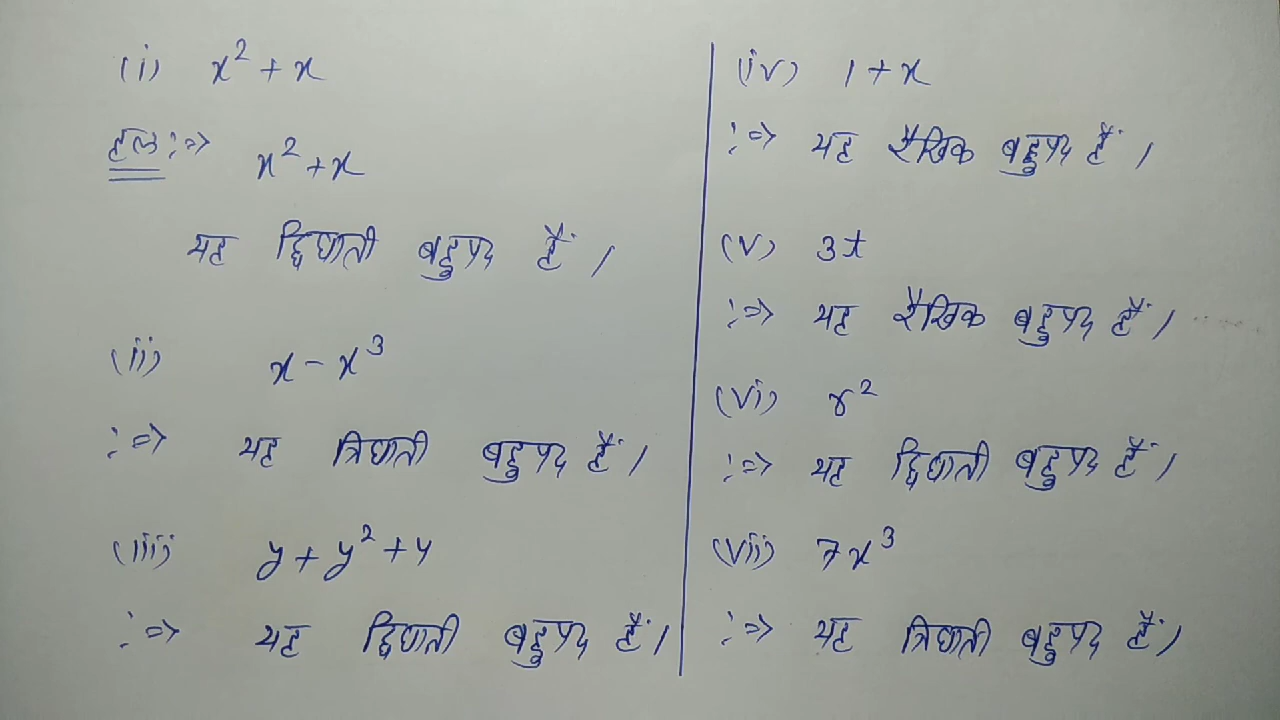 (i) x² + x
हल :⇒ x² + x
यह द्विघाती बहुपद हैं।
(ii) x - x³
:⇒ यह त्रिघाती बहुपद हैं।
(iii) y + y² + 4
:⇒ यह द्विघाती बहुपद हैं।
(iv) 1 + x
:⇒ यह रैखिक बहुपद हैं।
(v) 3t
:⇒ यह रैखिक बहुपद हैं।
(vi) r²
:⇒ यह द्विघाती बहुपद हैं।
(vii) 7x³
:⇒ यह त्रिघाती बहुपद हैं।